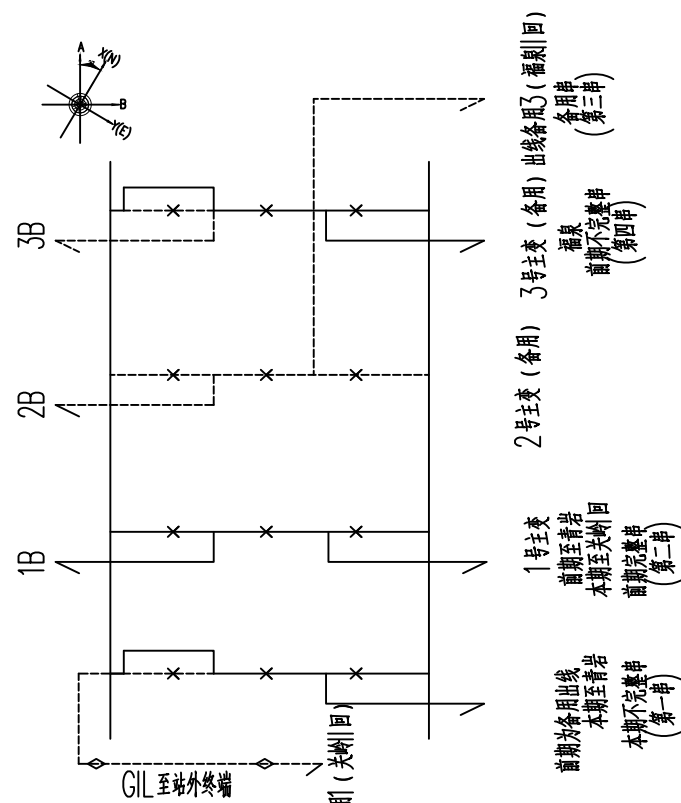 A
X(N)
B
Y(E)
3B
2B
1B
GIL至站外终端
用1(关岭Ⅱ回)
出线备用3(福泉Ⅱ回)
备用串
(第三串)
3号主变(备用)
福泉
前期不完整串
(第四串)
2号主变(备用)
1号主变
前期至青岩
本期至关岭Ⅱ回
前期完整串
(第二串)
前期为备用出线
本期至青岩
本期不完整串
(第一串)